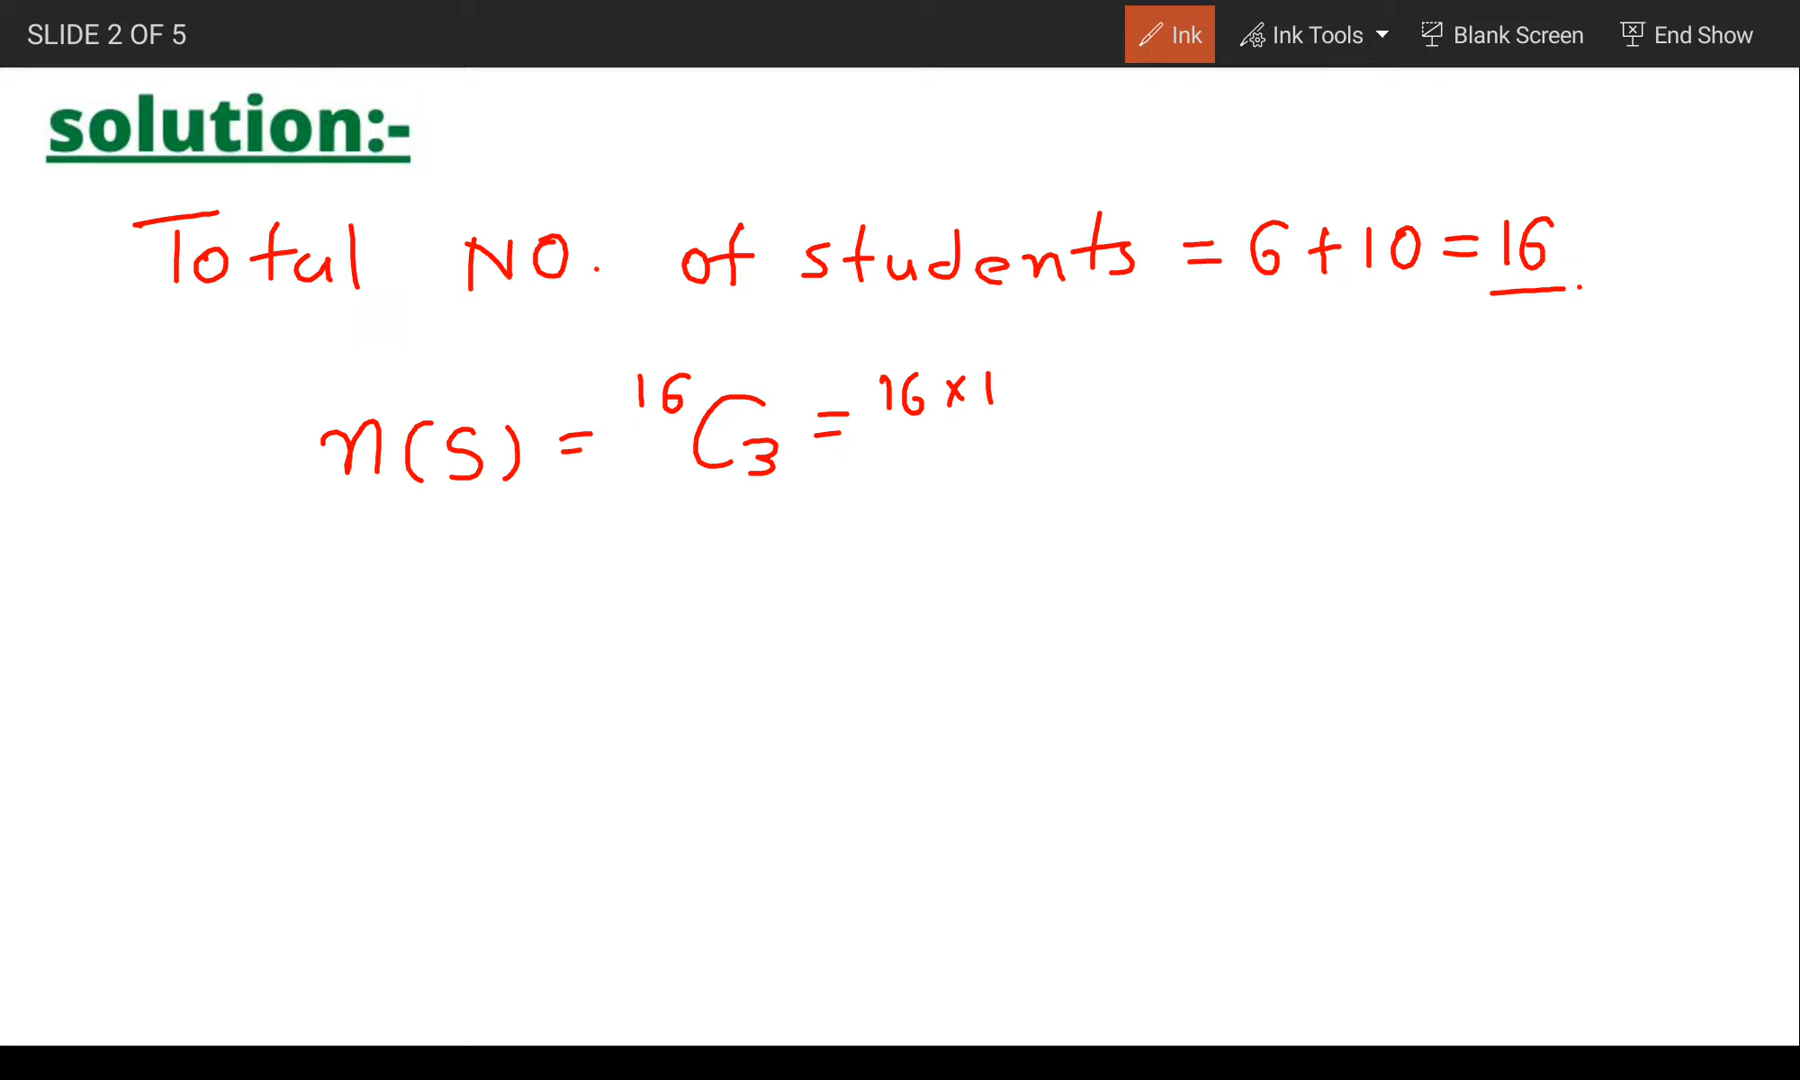 SLIDE 2 OF 5 Ink Ink Tools Blank Screen End Show
solution:-
Total NO. of students = 6 + 10 = 16.
n(S) = ¹⁶C₃ = 16 × 1